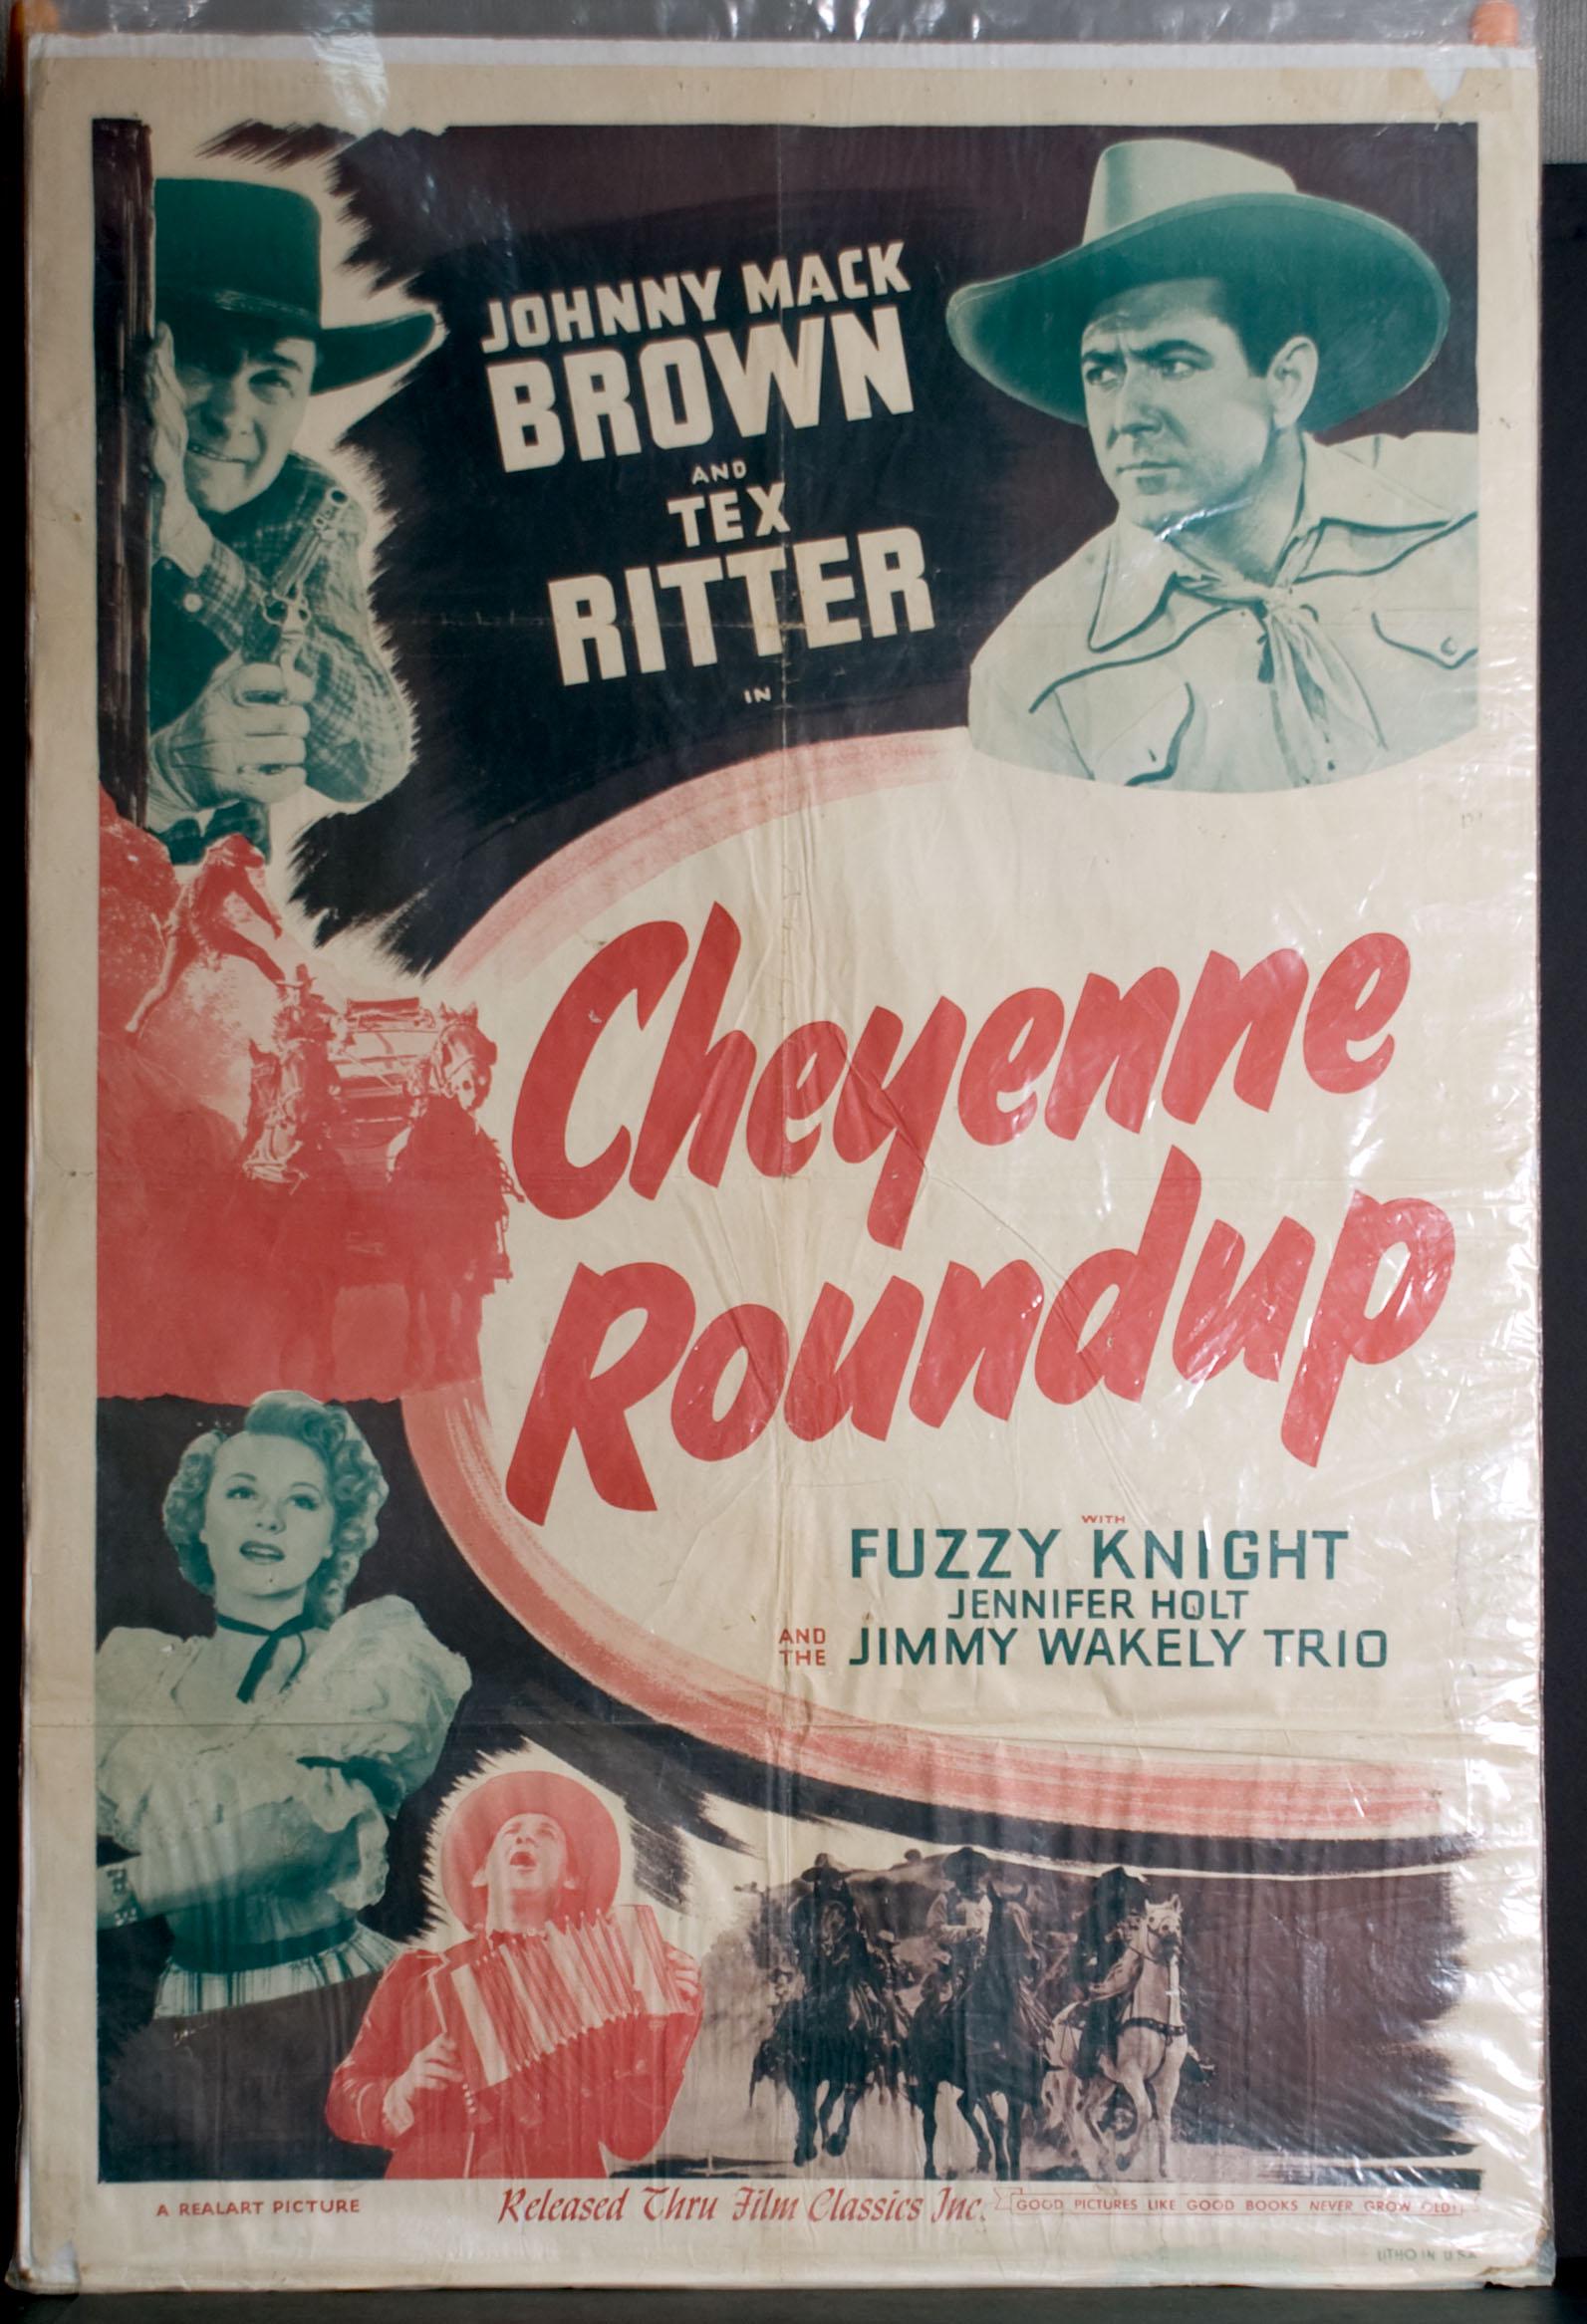 JOHNNY MACK
BROWN
AND
TEX
RITTER
IN
Cheyenne
Roundup
WITH
FUZZY KNIGHT
JENNIFER HOLT
AND THE JIMMY WAKELY TRIO
A REALART PICTURE
Released Thru Film Classics Inc.
GOOD PICTURES LIKE GOOD BOOKS NEVER GROW OLD!
LITHO IN U.S.A.